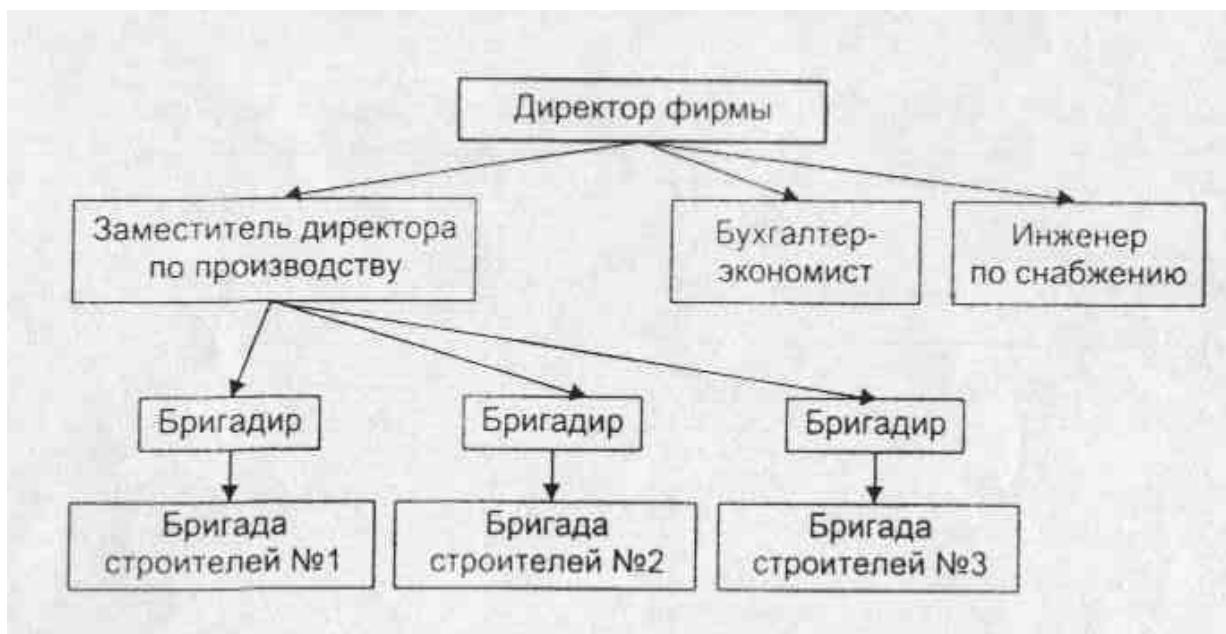 Директор фирмы
Заместитель директора
по производству
Бухгалтер-
экономист
Инженер
по снабжению
Бригадир
Бригадир
Бригадир
Бригада
строителей №1
Бригада
строителей №2
Бригада
строителей №3